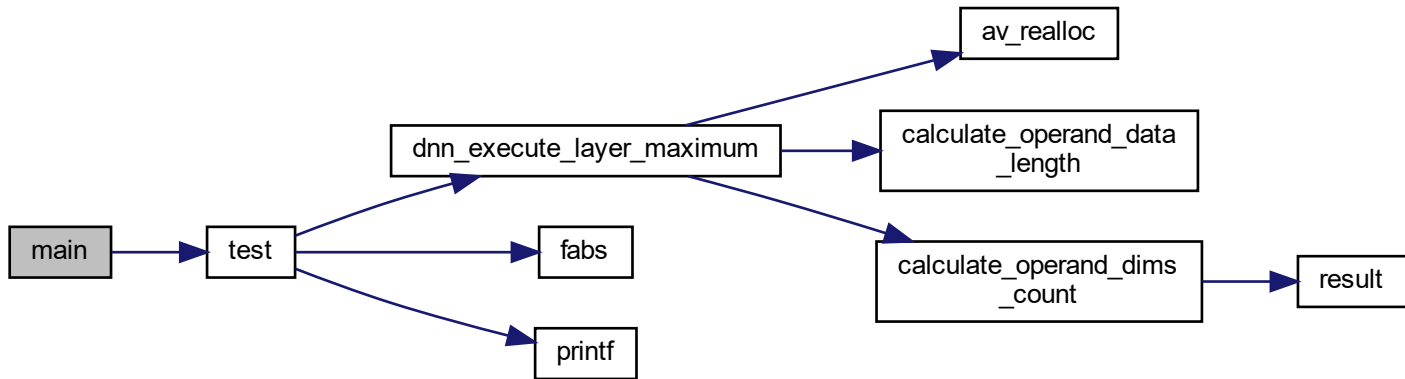 av_realloc
dnn_execute_layer_maximum
calculate_operand_data
_length
main
test
fabs
calculate_operand_dims
_count
result
printf